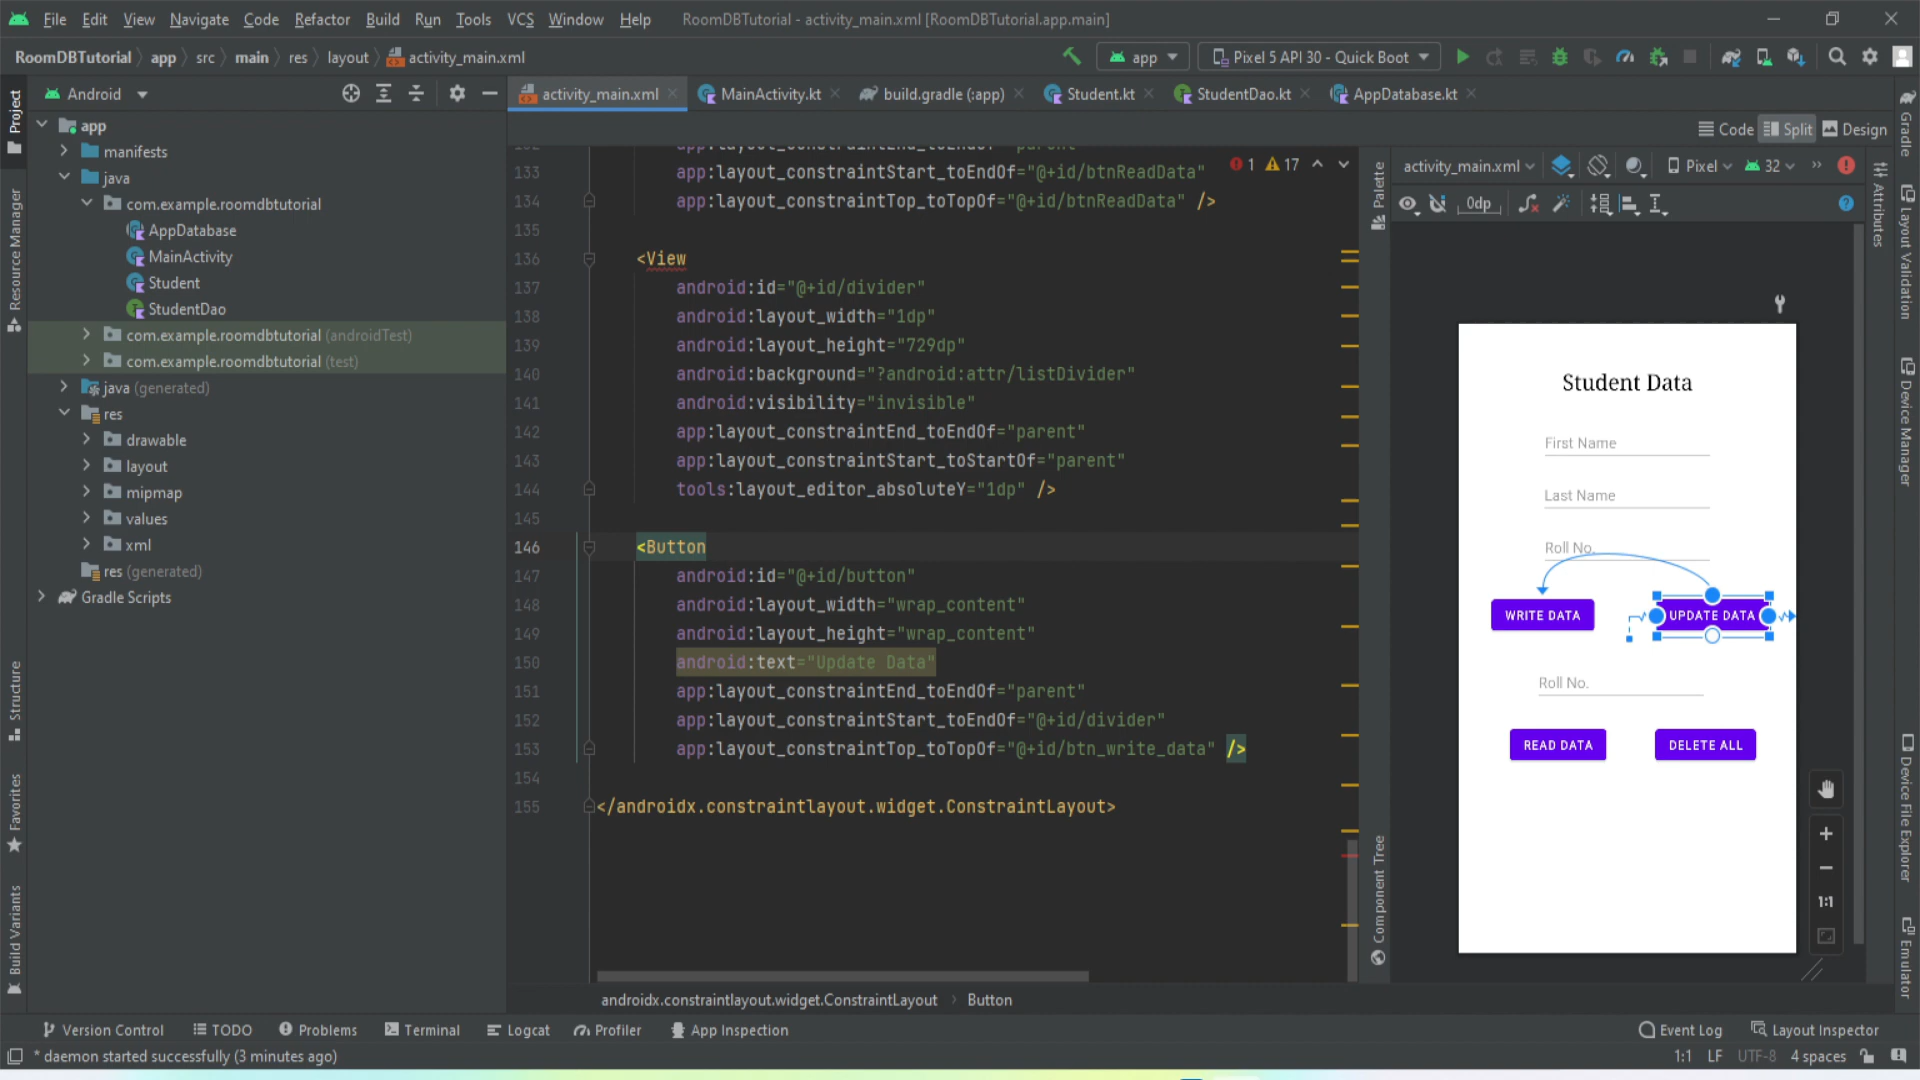 File Edit View Navigate Code Refactor Build Run Tools VCS Window Help RoomDBTutorial - activity_main.xml [RoomDBTutorial.app.main]
RoomDBTutorial app src main res layout activity_main.xml app Pixel 5 API 30 - Quick Boot
Project
Android
activity_main.xml MainActivity.kt build.gradle (:app) Student.kt StudentDao.kt AppDatabase.kt
Code Split Design
app
manifests
java
com.example.roomdbtutorial
AppDatabase
MainActivity
Student
StudentDao
com.example.roomdbtutorial (androidTest)
com.example.roomdbtutorial (test)
java (generated)
res
drawable
layout
mipmap
values
xml
res (generated)
Gradle Scripts
Resource Manager
Structure
Favorites
Build Variants
1 17
132 app:layout_constraintEnd_toEndOf="parent"
133 app:layout_constraintStart_toEndOf="@+id/btnReadData"
134 app:layout_constraintTop_toTopOf="@+id/btnReadData" />
135
136 <View
137 android:id="@+id/divider"
138 android:layout_width="1dp"
139 android:layout_height="729dp"
140 android:background="?android:attr/listDivider"
141 android:visibility="invisible"
142 app:layout_constraintEnd_toEndOf="parent"
143 app:layout_constraintStart_toStartOf="parent"
144 tools:layout_editor_absoluteY="1dp" />
145
146 <Button
147 android:id="@+id/button"
148 android:layout_width="wrap_content"
149 android:layout_height="wrap_content"
150 android:text="Update Data"
151 app:layout_constraintEnd_toEndOf="parent"
152 app:layout_constraintStart_toEndOf="@+id/divider"
153 app:layout_constraintTop_toTopOf="@+id/btn_write_data" />
154
155 </androidx.constraintlayout.widget.ConstraintLayout>
androidx.constraintlayout.widget.ConstraintLayout Button
Palette
Component Tree
activity_main.xml Pixel 32 »
0dp
Student Data
First Name
Last Name
Roll No.
WRITE DATA UPDATE DATA
Roll No.
READ DATA DELETE ALL
1:1
Attributes
Gradle
Layout Validation
Device Manager
Device File Explorer
Emulator
Version Control TODO Problems Terminal Logcat Profiler App Inspection Event Log Layout Inspector
* daemon started successfully (3 minutes ago) 1:1 LF UTF-8 4 spaces